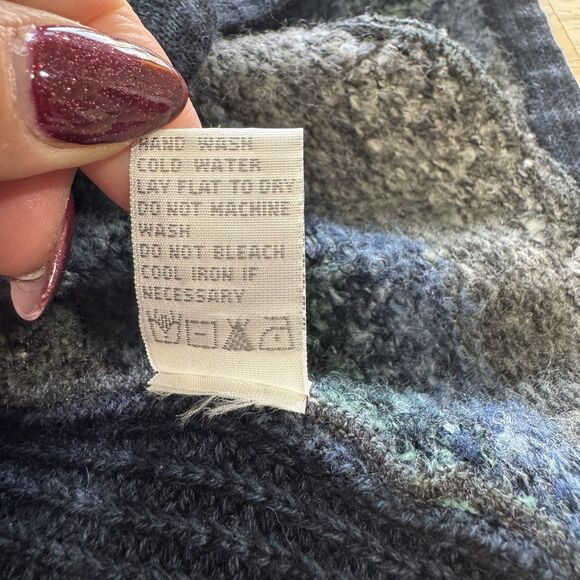 HAND WASH
COLD WATER
LAY FLAT TO DRY
DO NOT MACHINE
WASH
DO NOT BLEACH
COOL IRON IF
NECESSARY